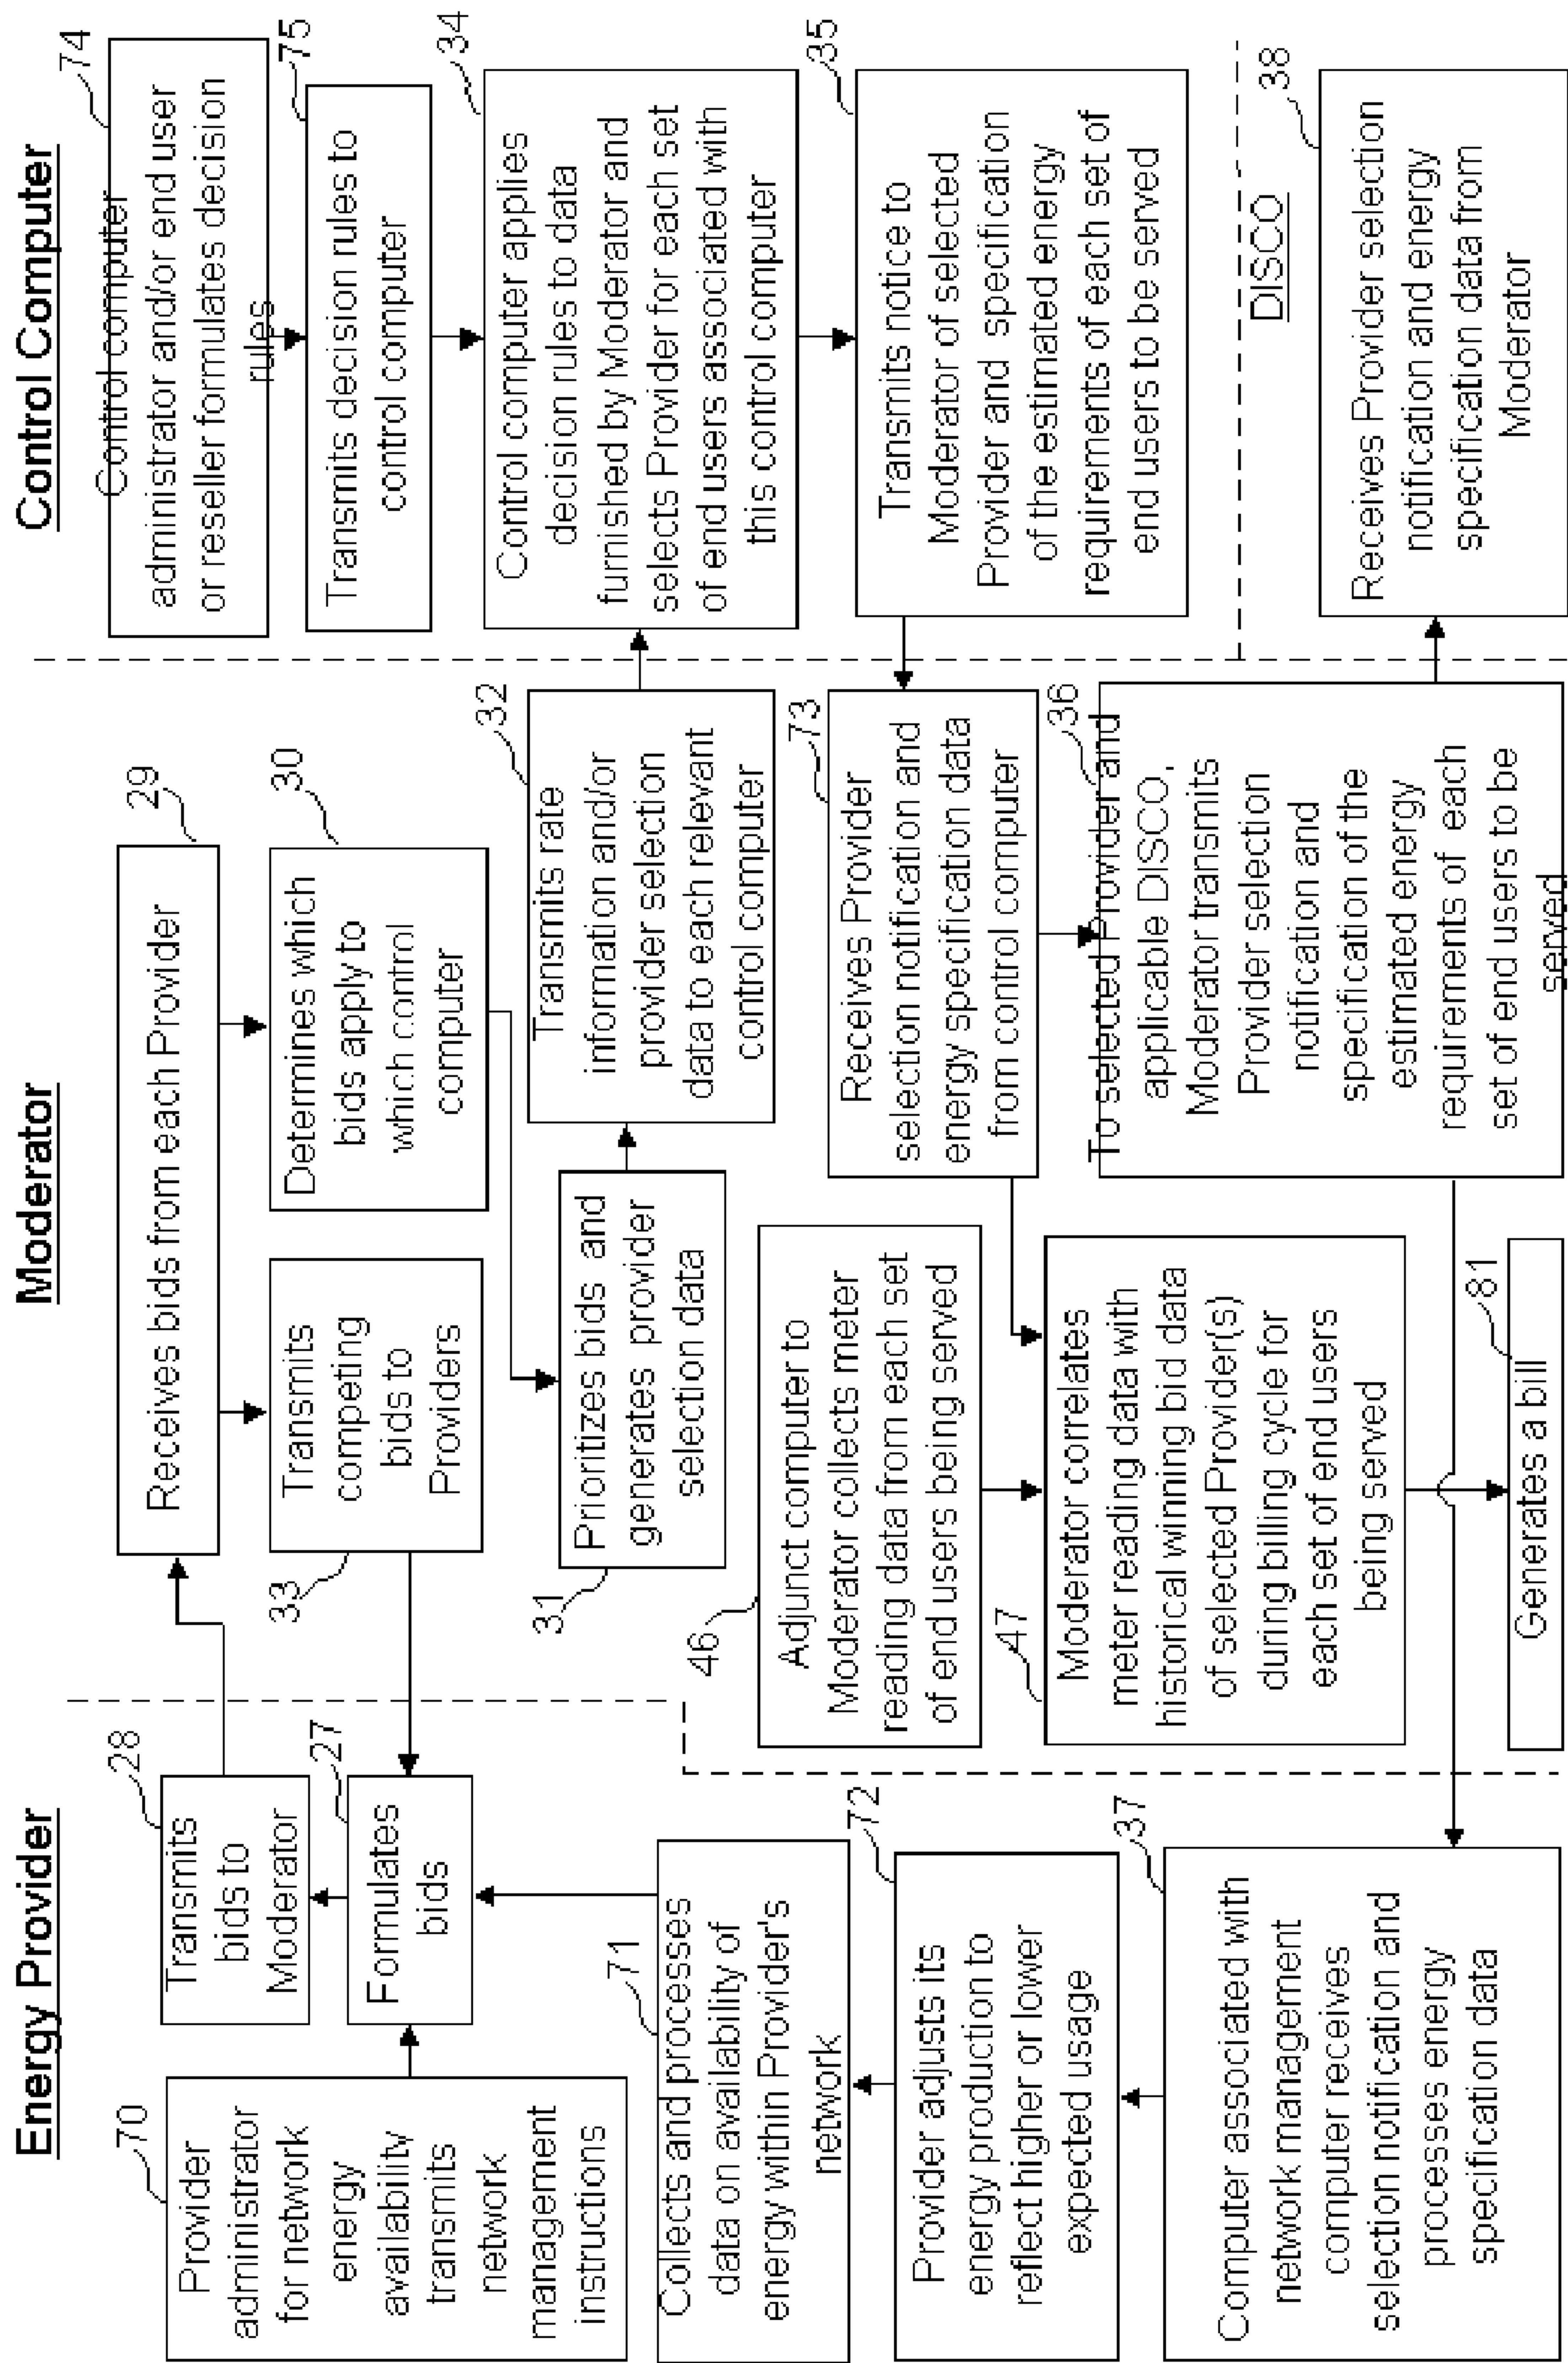 Energy Provider
70
Provider
administrator
for network
energy
availability
transmits
network
management
instructions
28
Transmits
bids to
Moderator
27
Formulates
bids
71
Collects and processes
data on availability of
energy within Provider's
network
72
Provider adjusts its
energy production to
reflect higher or lower
expected usage
37
Computer associated with
network management
computer receives
selection notification and
processes energy
specification data
Moderator
29
Receives bids from each Provider
33
Transmits
competing
bids to
Providers
30
Determines which
bids apply to
which control
computer
31
Prioritizes bids and
generates provider
selection data
32
Transmits rate
information and/or
provider selection
data to each relevant
control computer
46
Adjunct computer to
Moderator collects meter
reading data from each set
of end users being served
73
Receives Provider
selection notification and
energy specification data
from control computer
47
Moderator correlates
meter reading data with
historical winning bid data
of selected Provider(s)
during billing cycle for
each set of end users
being served
36
To selected Provider and
applicable DISCO,
Moderator transmits
Provider selection
notification and
specification of the
estimated energy
requirements of each
set of end users to be
served
81
Generates a bill
Control Computer
74
Control computer
administrator and/or end user
or reseller formulates decision
rules
75
Transmits decision rules to
control computer
34
Control computer applies
decision rules to data
furnished by Moderator and
selects Provider for each set
of end users associated with
this control computer
35
Transmits notice to
Moderator of selected
Provider and specification
of the estimated energy
requirements of each set of
end users to be served
DISCO
38
Receives Provider selection
notification and energy
specification data from
Moderator